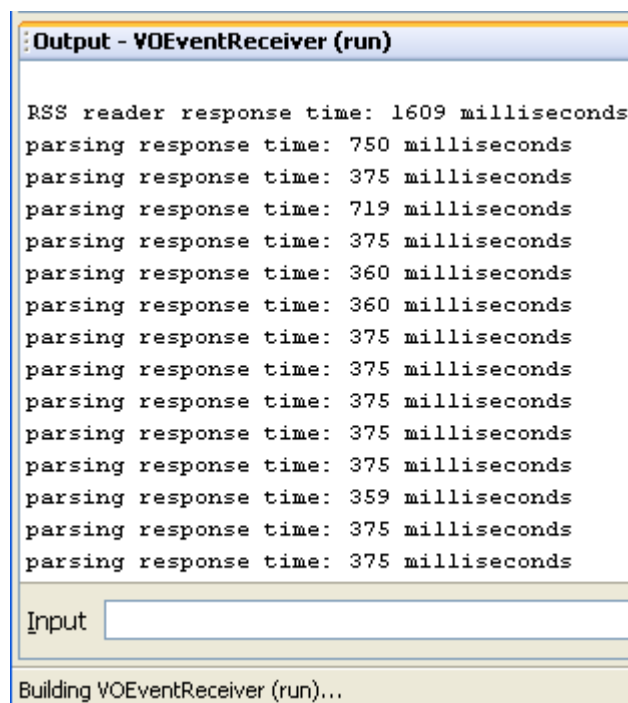 Output - VOEventReceiver (run)
RSS reader response time: 1609 milliseconds
parsing response time: 750 milliseconds
parsing response time: 375 milliseconds
parsing response time: 719 milliseconds
parsing response time: 375 milliseconds
parsing response time: 360 milliseconds
parsing response time: 360 milliseconds
parsing response time: 375 milliseconds
parsing response time: 375 milliseconds
parsing response time: 375 milliseconds
parsing response time: 375 milliseconds
parsing response time: 375 milliseconds
parsing response time: 359 milliseconds
parsing response time: 375 milliseconds
parsing response time: 375 milliseconds
Input
Building VOEventReceiver (run)...